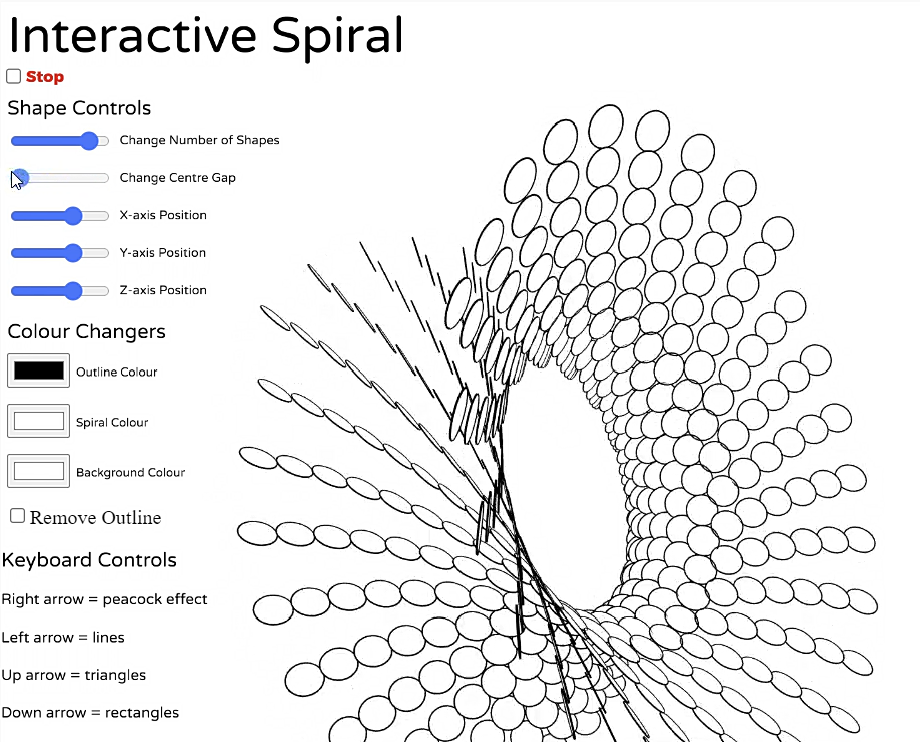 Interactive Spiral
Stop
Shape Controls
Change Number of Shapes
Change Centre Gap
X-axis Position
Y-axis Position
Z-axis Position
Colour Changers
Outline Colour
Spiral Colour
Background Colour
Remove Outline
Keyboard Controls
Right arrow = peacock effect
Left arrow = lines
Up arrow = triangles
Down arrow = rectangles